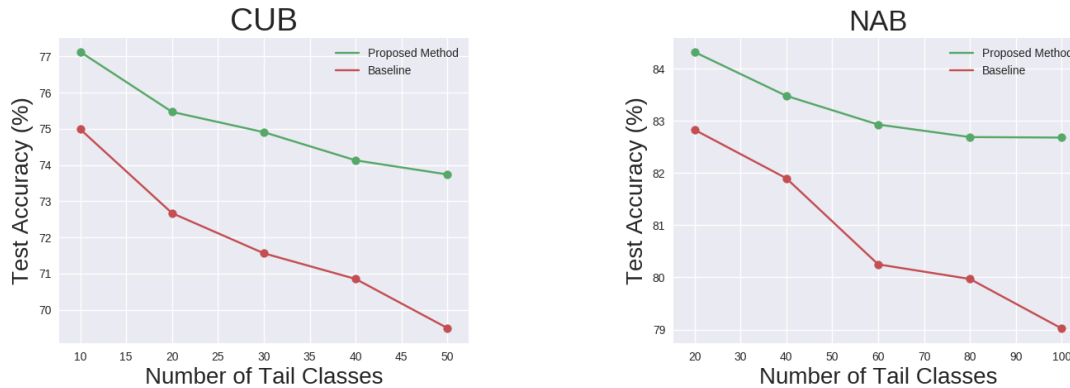 CUB
77
76
75
74
73
72
71
70
Test Accuracy (%)
Proposed Method
Baseline
10 15 20 25 30 35 40 45 50
Number of Tail Classes
NAB
84
83
82
81
80
79
Test Accuracy (%)
Proposed Method
Baseline
20 30 40 50 60 70 80 90 100
Number of Tail Classes